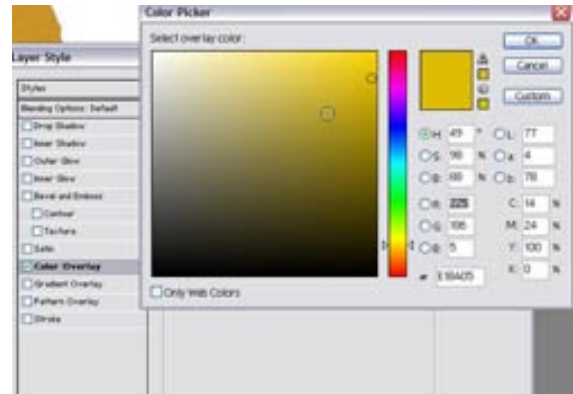 Color Picker
Select overlay color:
OK
Cancel
Custom
H: 49 °
L: 77
S: 98 %
a: 4
B: 88 %
b: 78
R: 225
C: 14 %
G: 186
M: 24 %
B: 5
Y: 100 %
# E1BA05
K: 0 %
Only Web Colors
Layer Style
Styles
Blending Options: Default
Drop Shadow
Inner Shadow
Outer Glow
Inner Glow
Bevel and Emboss
Contour
Texture
Satin
Color Overlay
Gradient Overlay
Pattern Overlay
Stroke